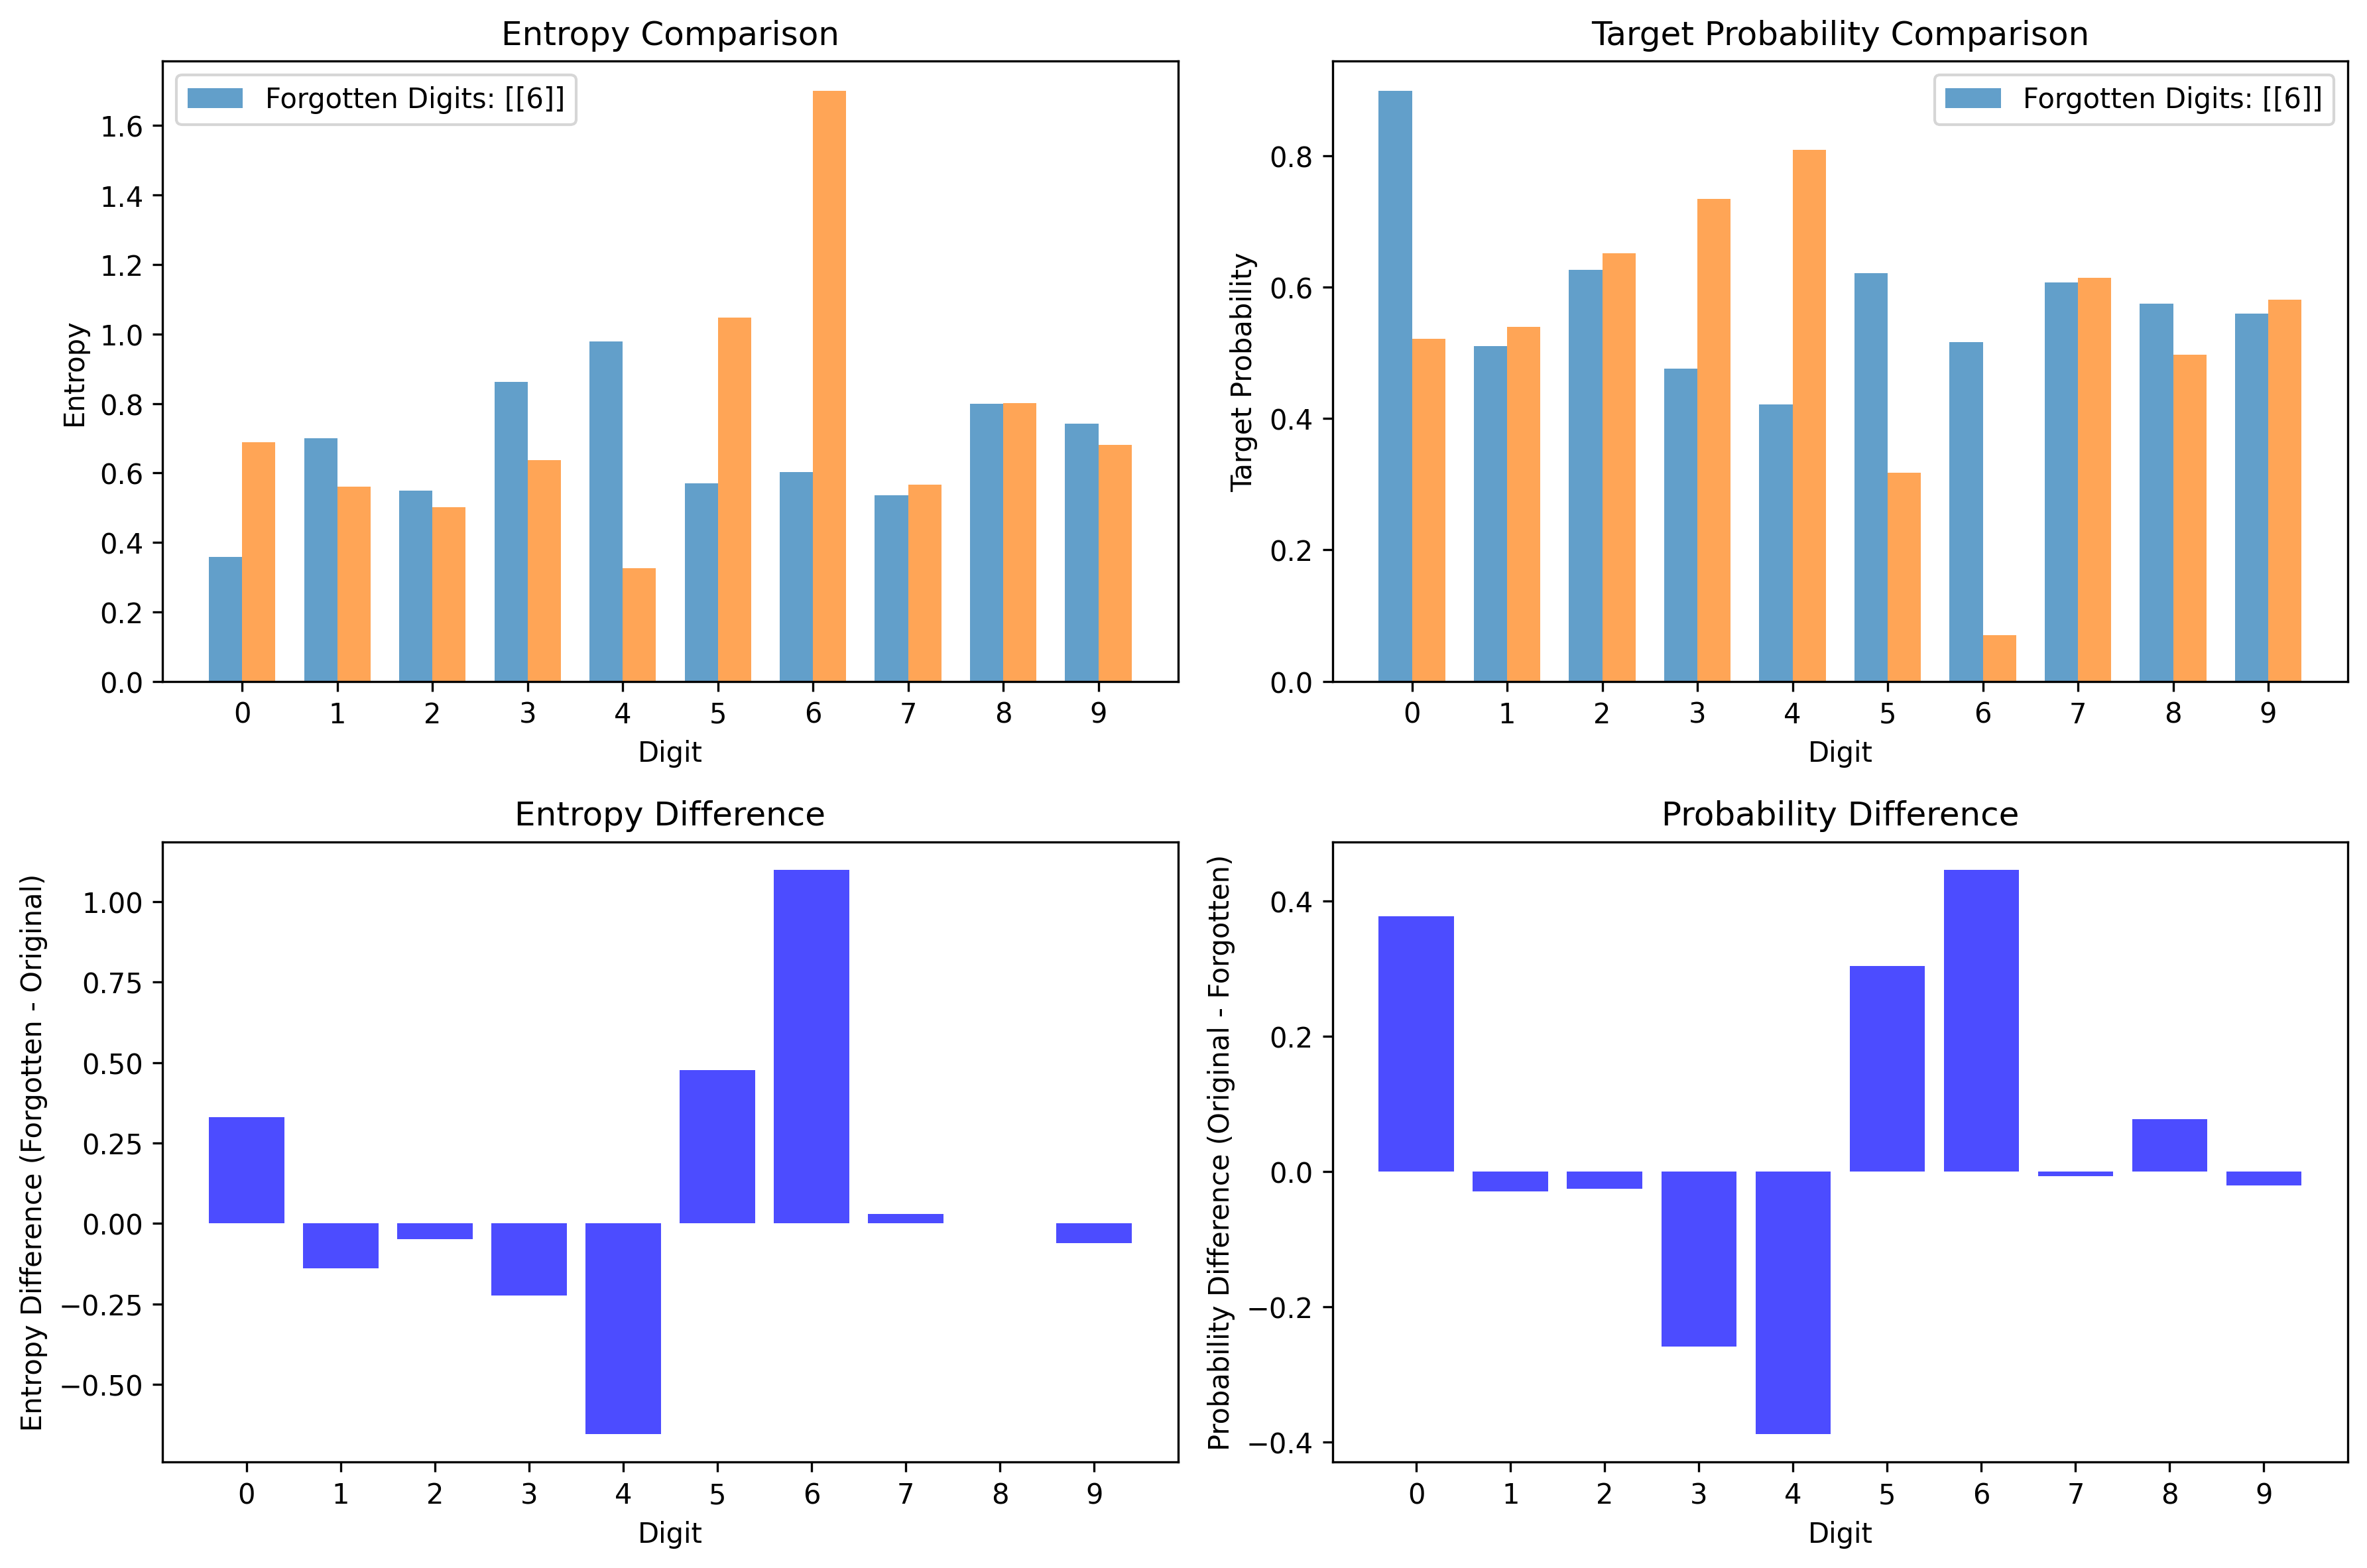 Entropy Comparison
Forgotten Digits: [[6]]
Entropy
1.6
1.4
1.2
1.0
0.8
0.6
0.4
0.2
0.0
0 1 2 3 4 5 6 7 8 9
Digit
Target Probability Comparison
Forgotten Digits: [[6]]
Target Probability
0.8
0.6
0.4
0.2
0.0
0 1 2 3 4 5 6 7 8 9
Digit
Entropy Difference
Entropy Difference (Forgotten - Original)
1.00
0.75
0.50
0.25
0.00
−0.25
−0.50
0 1 2 3 4 5 6 7 8 9
Digit
Probability Difference
Probability Difference (Original - Forgotten)
0.4
0.2
0.0
−0.2
−0.4
0 1 2 3 4 5 6 7 8 9
Digit